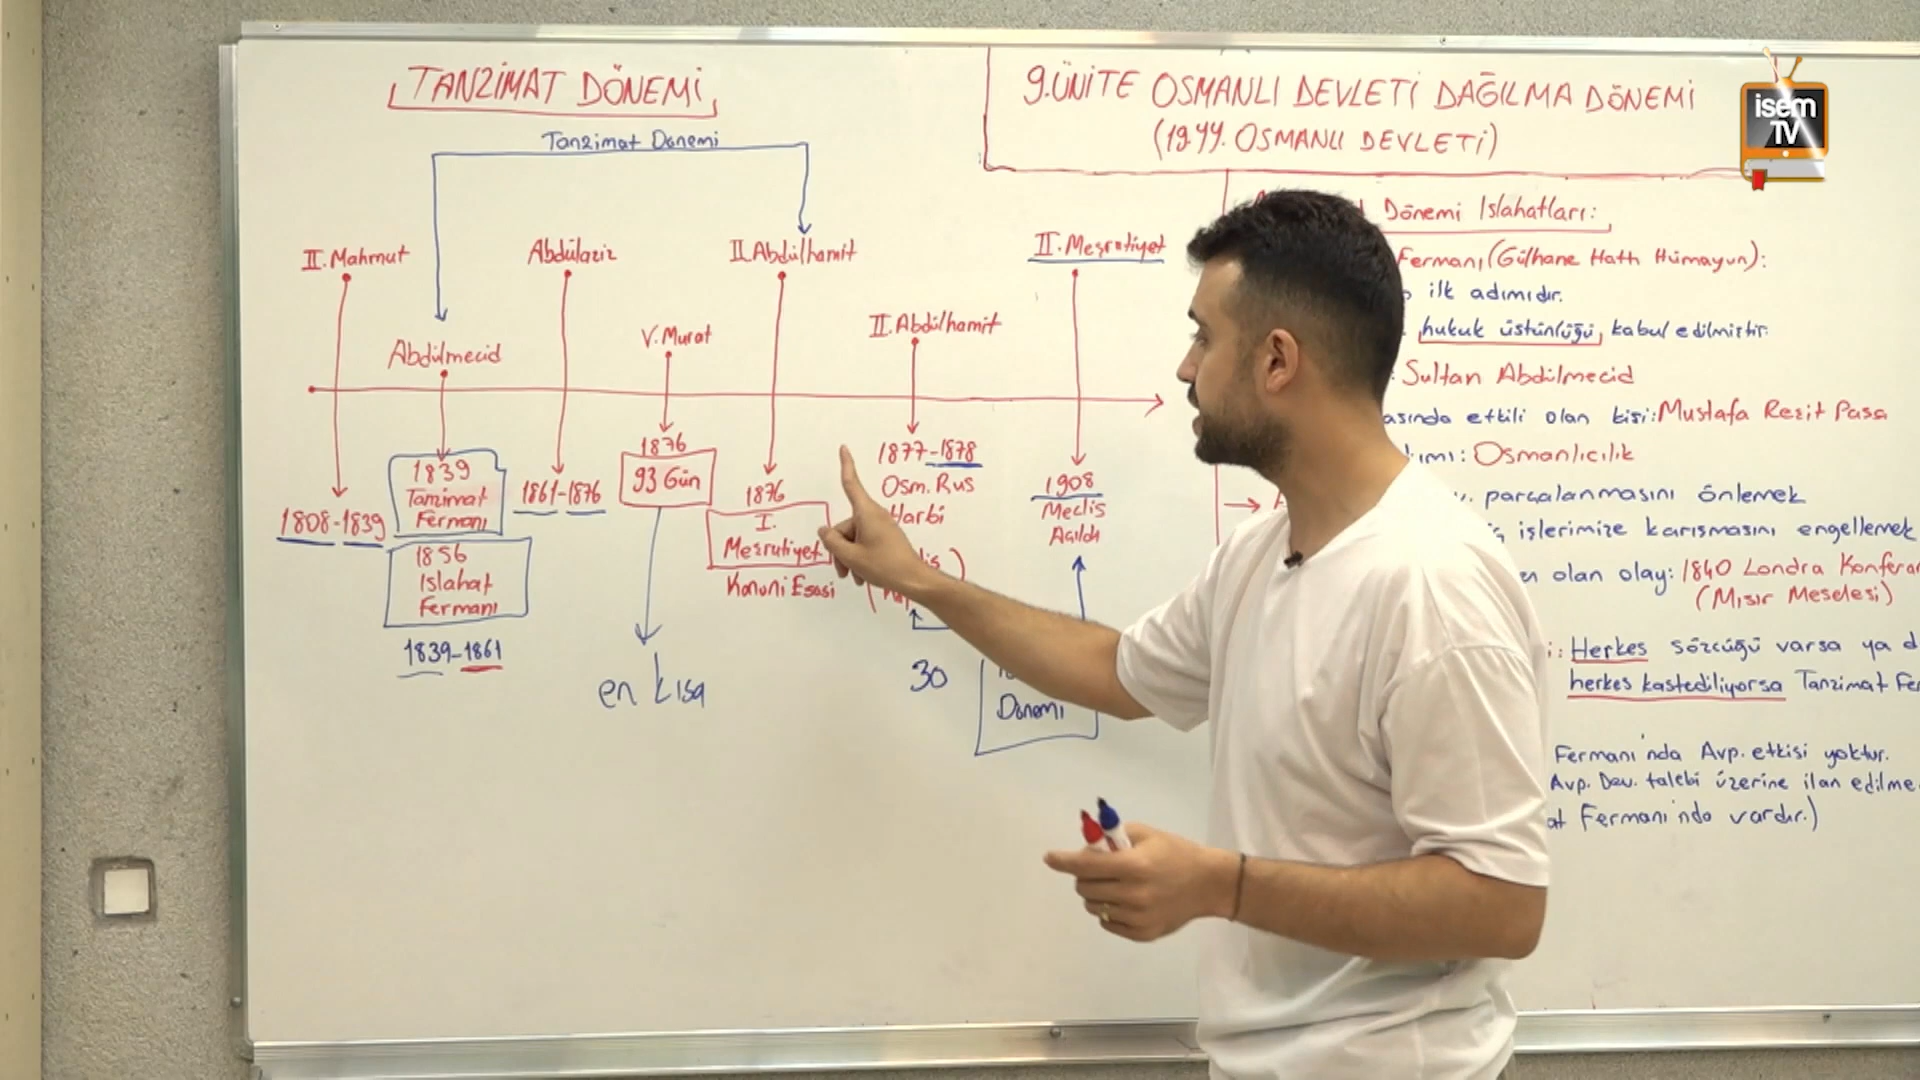 TANZİMAT DÖNEMİ
Tanzimat Dönemi
II. Mahmut
Abdülaziz
II. Abdülhamit
II. Meşrutiyet
Abdülmecid
V. Murat
II. Abdülhamit
1808-1839
1839
Tanzimat
Fermanı
1856
Islahat
Fermanı
1839-1861
1861-1876
1876
93 Gün
en kısa
1876
I.
Meşrutiyet
Kanuni Esasi
1877-1878
Osm. Rus
Harbi
30
Dönemi
1908
Meclis
Açıldı
9.ÜNİTE OSMANLI DEVLETİ DAĞILMA DÖNEMİ
(19.YY. OSMANLI DEVLETİ)
Dönemi Islahatları:
Fermanı (Gülhane Hattı Hümayun):
ilk adımıdır.
hukuk üstünlüğü, kabul edilmiştir.
: Sultan Abdülmecid
etkili olan kişi: Mustafa Reşit Paşa
: Osmanlıcılık
parçalanmasını önlemek
işlerimize karışmasını engellemek
olan olay: 1840 Londra
(Mısır Meselesi)
: Herkes sözcüğü varsa ya
herkes kastediliyorsa Tanzimat
Fermanı'nda Avp. etkisi yoktur.
Avp. Dev. talebi üzerine ilan
Fermanı'nda vardır.)
isem
TV